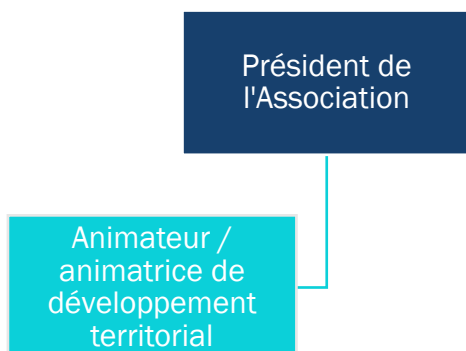 Président de
l'Association
Animateur /
animatrice de
développement
territorial